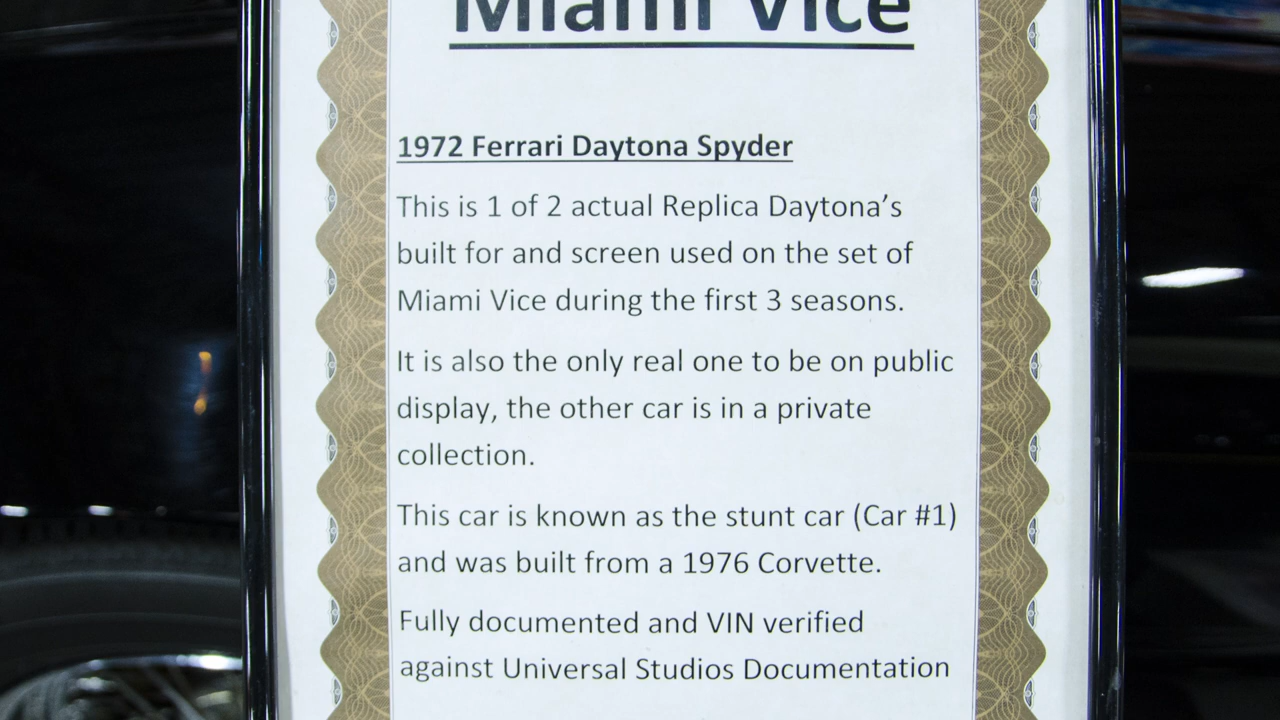 Miami Vice
1972 Ferrari Daytona Spyder
This is 1 of 2 actual Replica Daytona’s
built for and screen used on the set of
Miami Vice during the first 3 seasons.
It is also the only real one to be on public
display, the other car is in a private
collection.
This car is known as the stunt car (Car #1)
and was built from a 1976 Corvette.
Fully documented and VIN verified
against Universal Studios Documentation